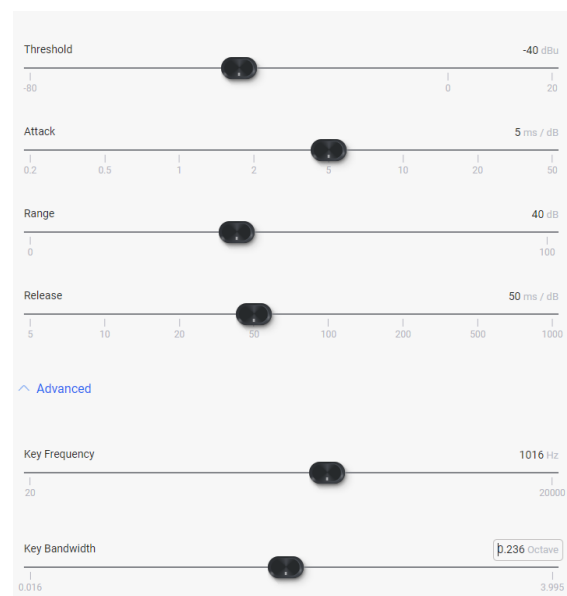 Threshold -40 dBu
-80 0 20
Attack 5 ms / dB
0.2 0.5 1 2 5 10 20 50
Range 40 dB
0 100
Release 50 ms / dB
5 10 20 50 100 200 500 1000
Advanced
Key Frequency 1016 Hz
20 20000
Key Bandwidth 0.236 Octave
0.016 3.995